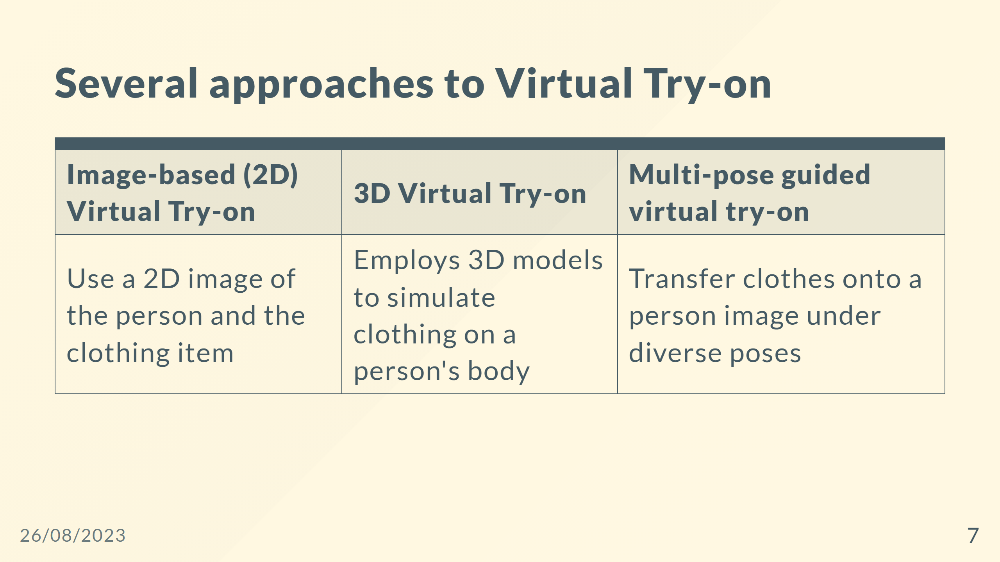 Several approaches to Virtual Try-on
Image-based (2D)
Virtual Try-on
3D Virtual Try-on
Multi-pose guided
virtual try-on
Use a 2D image of
the person and the
clothing item
Employs 3D models
to simulate
clothing on a
person's body
Transfer clothes onto a
person image under
diverse poses
26/08/2023
7